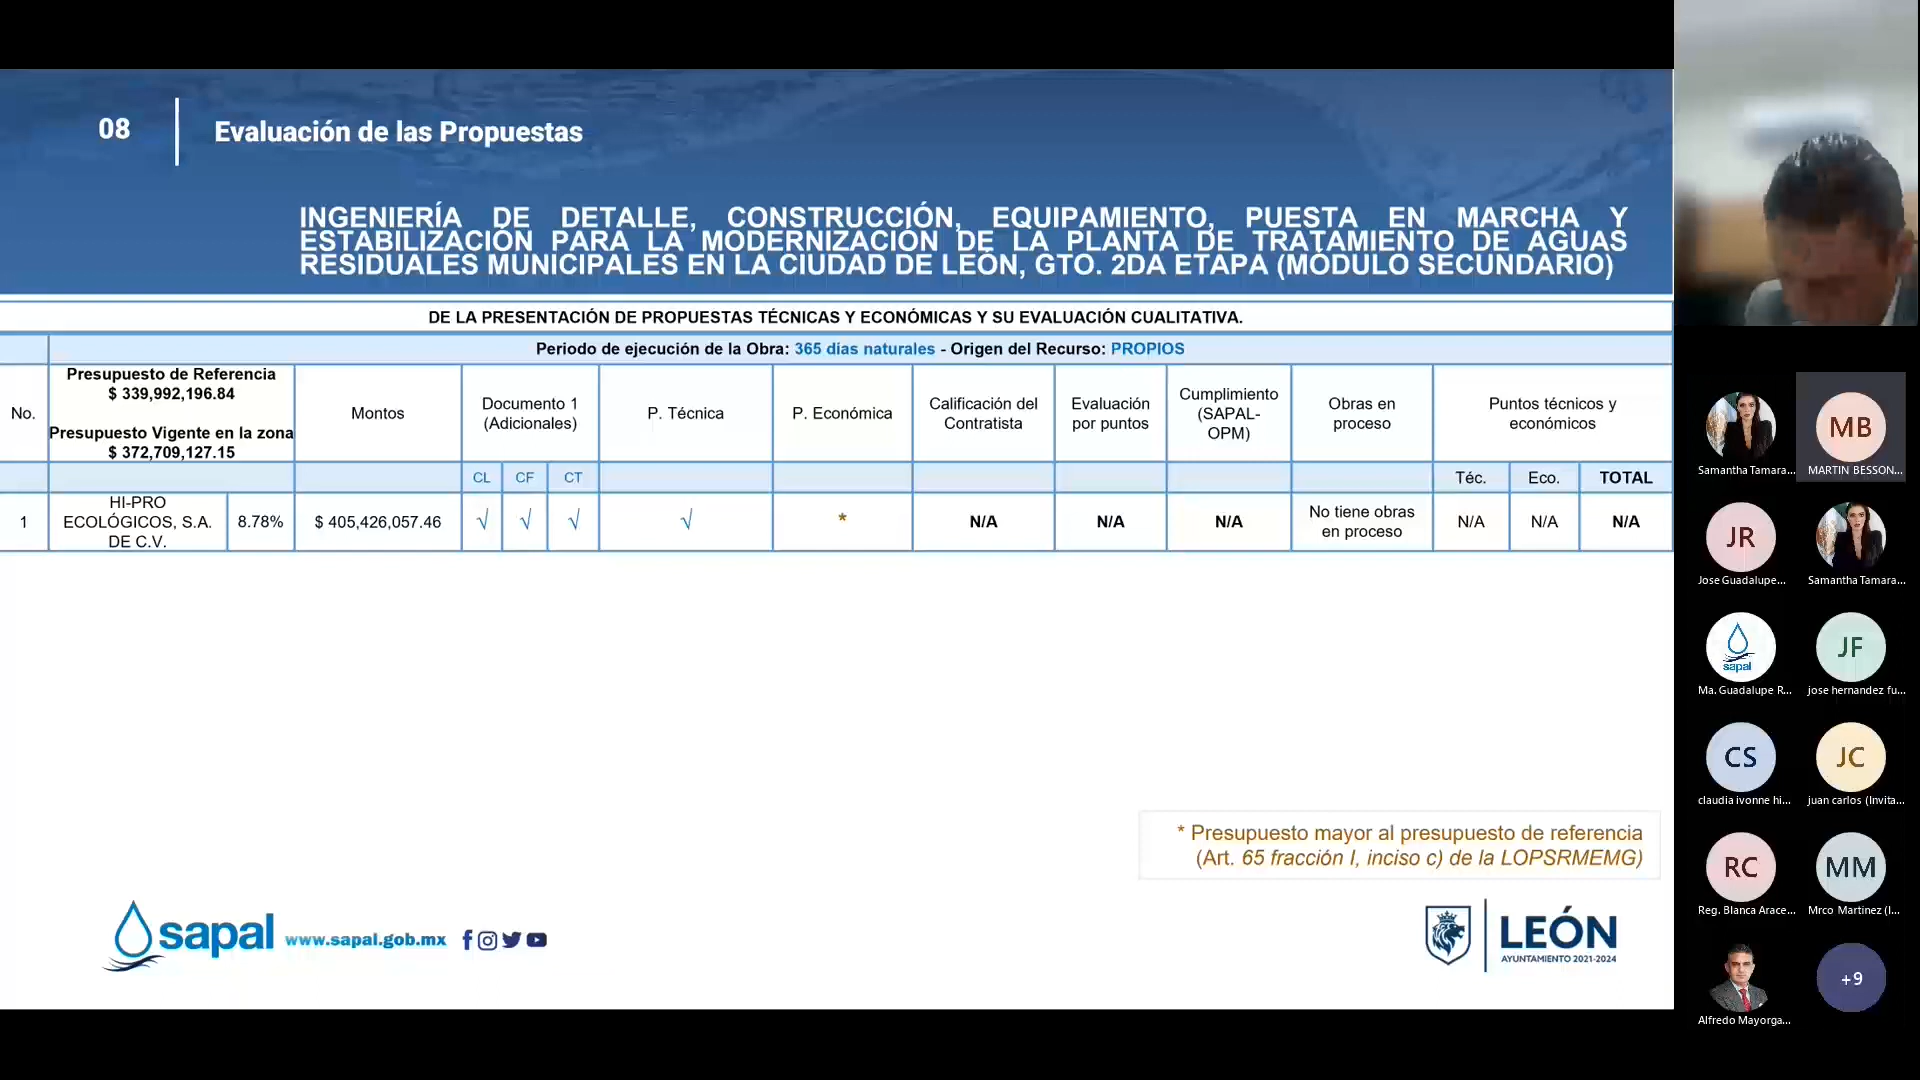 08
Evaluación de las Propuestas
INGENIERÍA DE DETALLE, CONSTRUCCIÓN, EQUIPAMIENTO, PUESTA EN MARCHA Y
ESTABILIZACIÓN PARA LA MODERNIZACIÓN DE LA PLANTA DE TRATAMIENTO DE AGUAS
RESIDUALES MUNICIPALES EN LA CIUDAD DE LEÓN, GTO. 2DA ETAPA (MÓDULO SECUNDARIO)
DE LA PRESENTACIÓN DE PROPUESTAS TÉCNICAS Y ECONÓMICAS Y SU EVALUACIÓN CUALITATIVA.
Periodo de ejecución de la Obra: 365 días naturales - Origen del Recurso: PROPIOS
No.
Presupuesto de Referencia
$ 339,992,196.84
Presupuesto Vigente en la zona
$ 372,709,127.15
Montos
Documento 1
(Adicionales)
P. Técnica
P. Económica
Calificación del
Contratista
Evaluación
por puntos
Cumplimiento
(SAPAL-
OPM)
Obras en
proceso
Puntos técnicos y
económicos
CL
CF
CT
Téc.
Eco.
TOTAL
1
HI-PRO
ECOLÓGICOS, S.A.
DE C.V.
8.78%
$ 405,426,057.46
√
√
√
√
*
N/A
N/A
N/A
No tiene obras
en proceso
N/A
N/A
N/A
* Presupuesto mayor al presupuesto de referencia
(Art. 65 fracción I, inciso c) de la LOPSRMEMG)
sapal
www.sapal.gob.mx
LEÓN
AYUNTAMIENTO 2021-2024
Samantha Tamara...
MB
MARTIN BESSON...
JR
Jose Guadalupe...
Samantha Tamara...
sapal
Ma. Guadalupe R...
JF
jose hernandez fu...
CS
claudia ivonne hi...
JC
juan carlos (Invita...
RC
Reg. Blanca Arace...
MM
Mrco Martinez (I...
Alfredo Mayorga...
+9